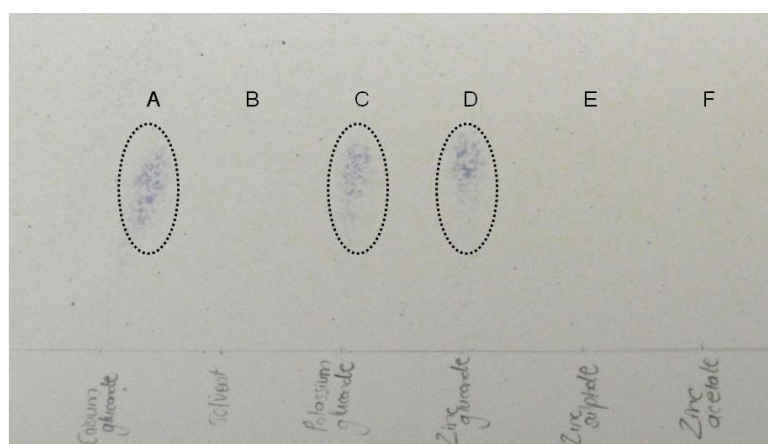 A B C D E F
Calcium
gluconate
solvent
Potassium
gluconate
Zinc
gluconate
Zinc
sulphate
Zinc
acetate